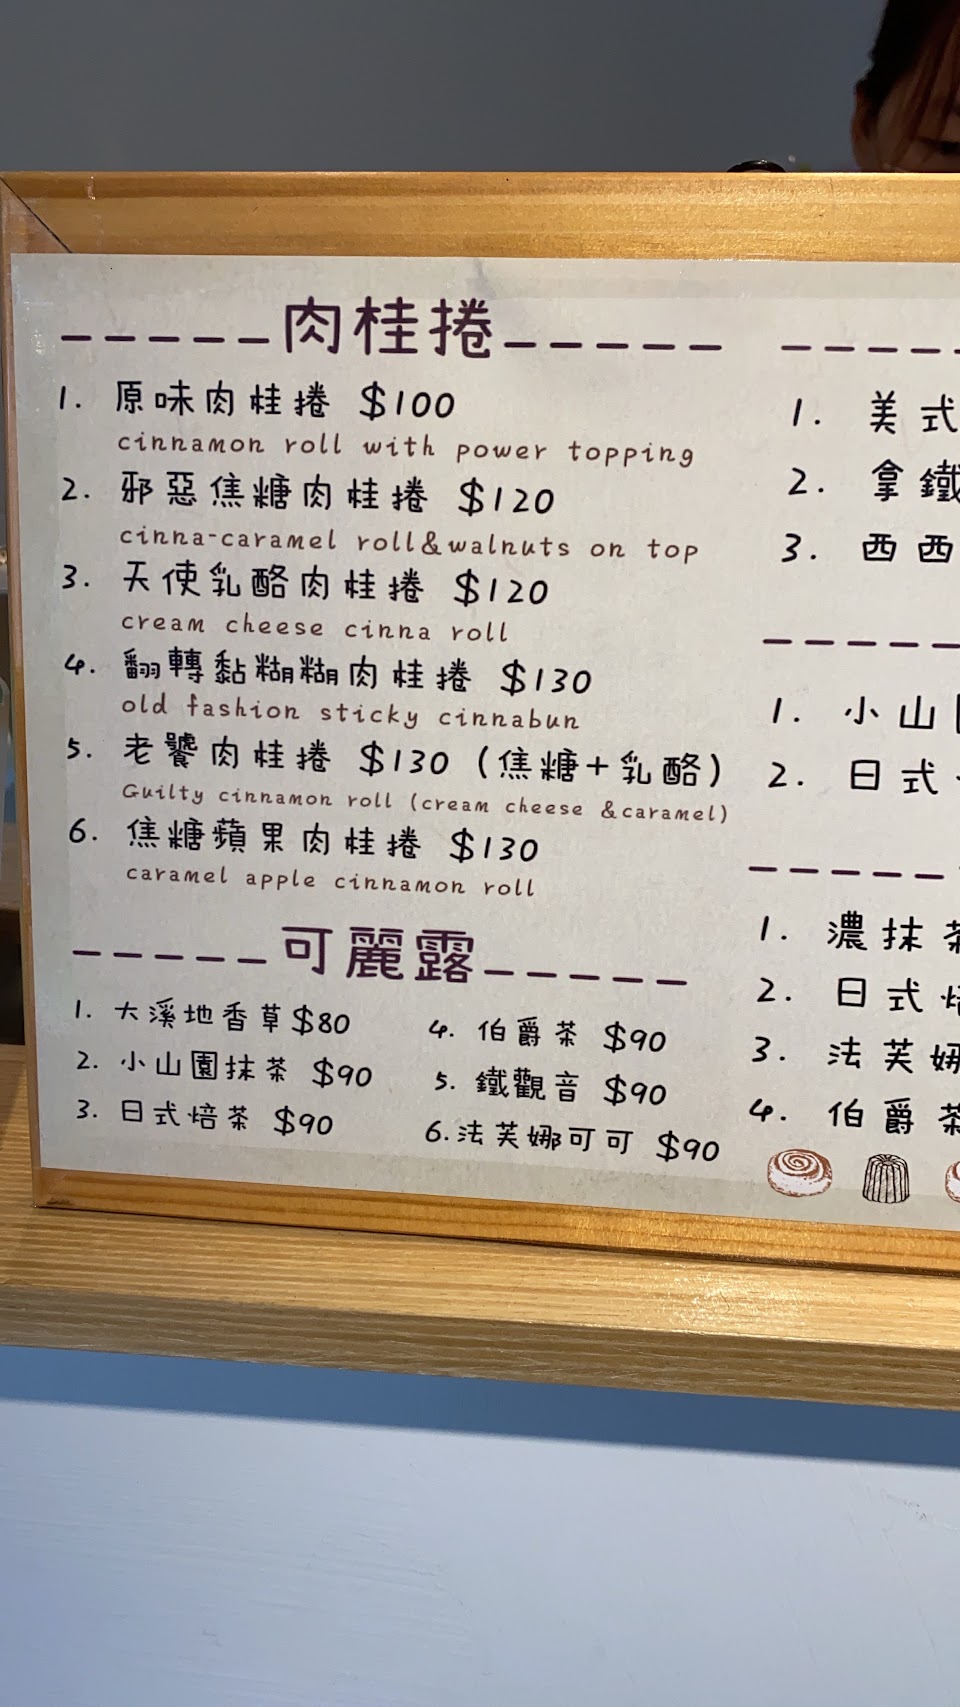 肉桂捲
1. 原味肉桂捲 $100
cinnamon roll with power topping
2. 邪惡焦糖肉桂捲 $120
cinna-caramel roll&walnuts on top
3. 天使乳酪肉桂捲 $120
cream cheese cinna roll
4. 翻轉黏糊糊肉桂捲 $130
old fashion sticky cinnabun
5. 老饕肉桂捲 $130 (焦糖+乳酪)
Guilty cinnamon roll (cream cheese &caramel)
6. 焦糖蘋果肉桂捲 $130
caramel apple cinnamon roll
可麗露
1. 大溪地香草$80
2. 小山園抹茶 $90
3. 日式焙茶 $90
4. 伯爵茶 $90
5. 鐵觀音 $90
6.法芙娜可可 $90
1. 美式
2. 拿鐵
3. 西西
1. 小山
2. 日式
1. 濃抹茶
2. 日式焙
3. 法芙娜
4. 伯爵茶